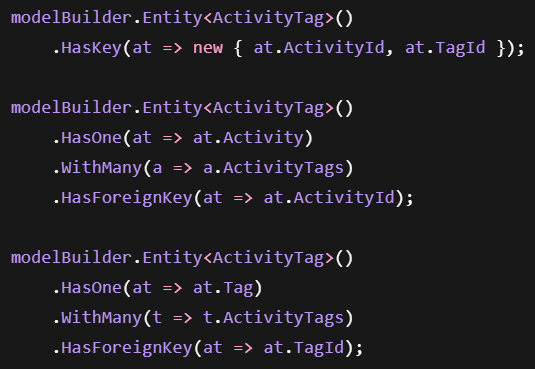 modelBuilder.Entity<ActivityTag>()
    .HasKey(at => new { at.ActivityId, at.TagId });

modelBuilder.Entity<ActivityTag>()
    .HasOne(at => at.Activity)
    .WithMany(a => a.ActivityTags)
    .HasForeignKey(at => at.ActivityId);

modelBuilder.Entity<ActivityTag>()
    .HasOne(at => at.Tag)
    .WithMany(t => t.ActivityTags)
    .HasForeignKey(at => at.TagId);